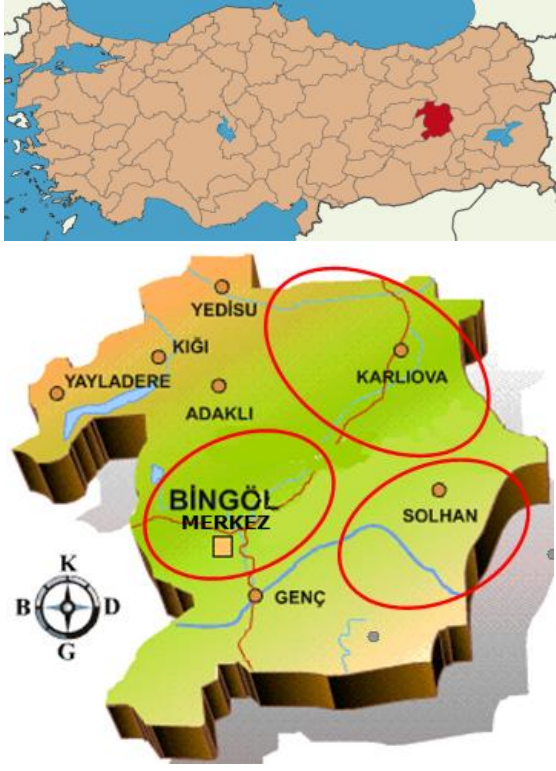 YEDİSU
KIĞI
YAYLADERE
KARLIOVA
ADAKLI
BİNGÖL
MERKEZ
SOLHAN
GENÇ
K
B
D
G